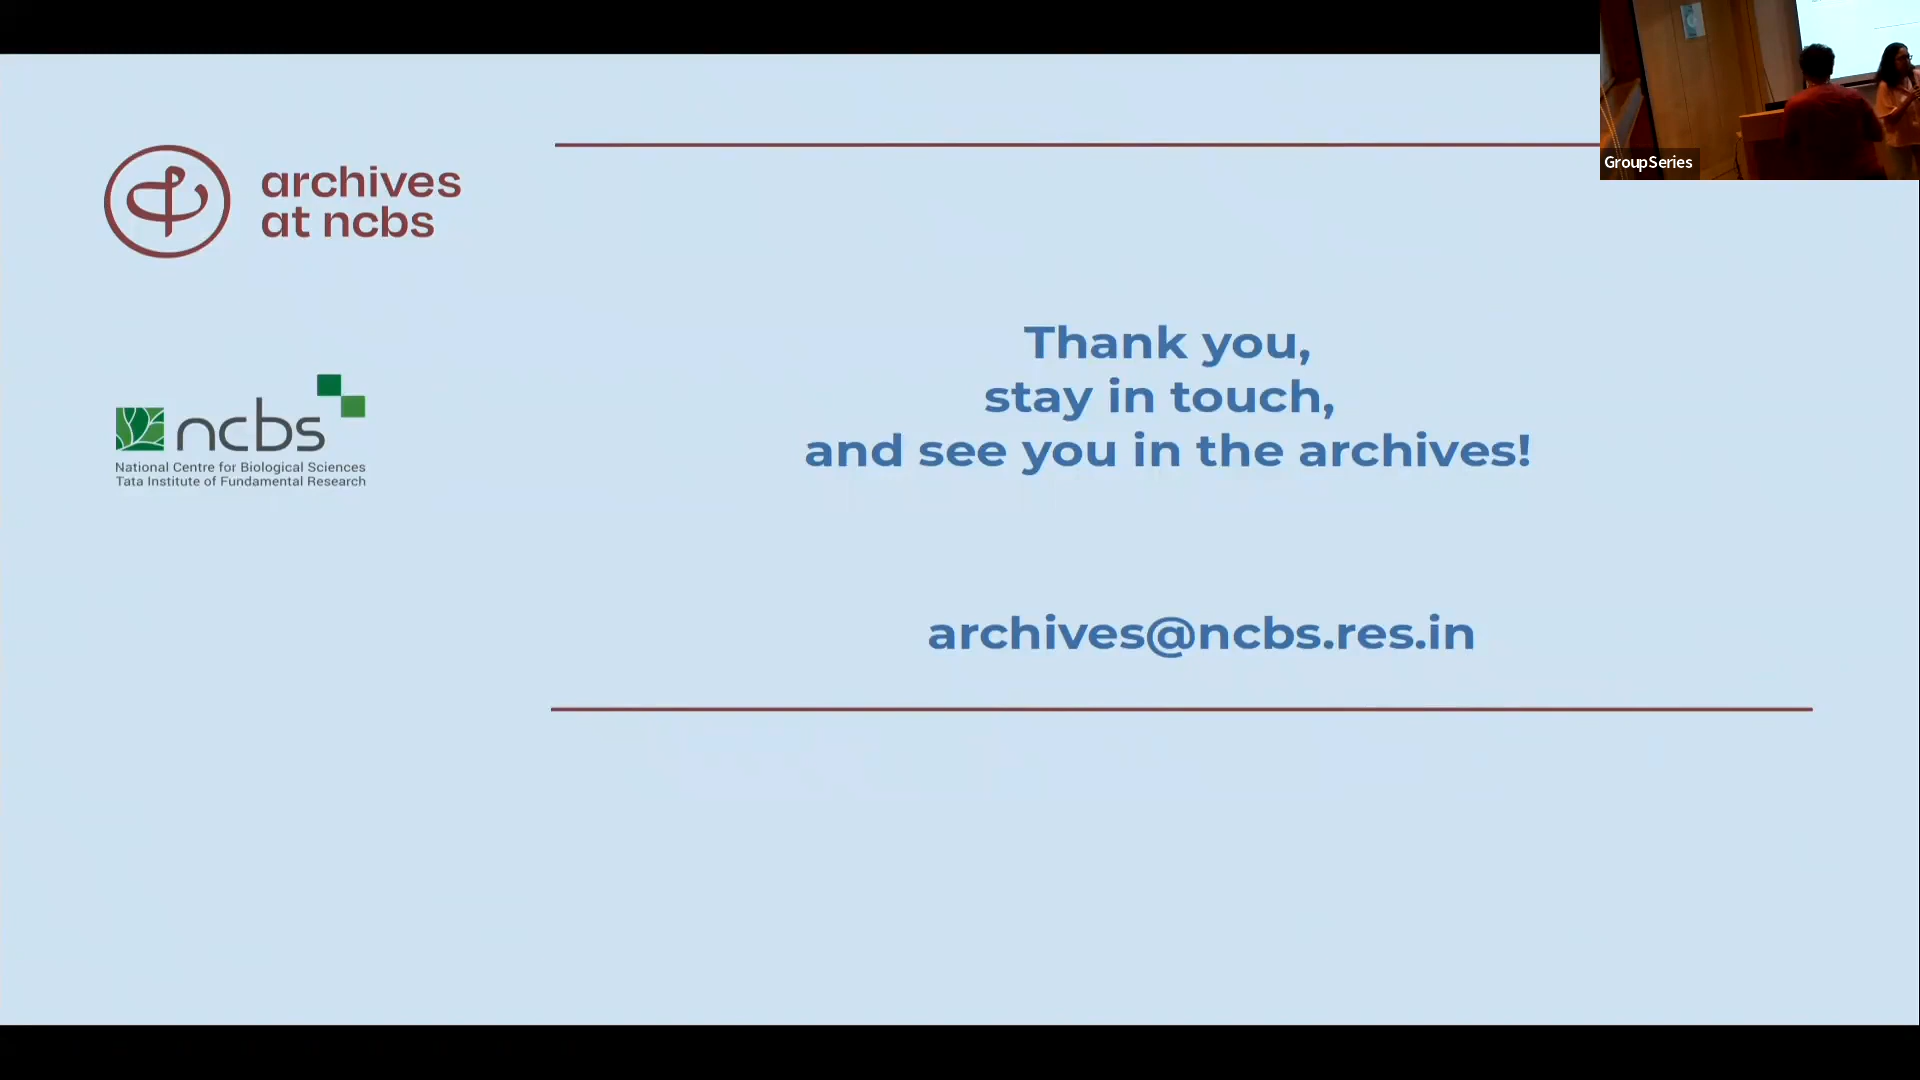 archives
at ncbs
ncbs
National Centre for Biological Sciences
Tata Institute of Fundamental Research
Thank you,
stay in touch,
and see you in the archives!
archives@ncbs.res.in
GroupSeries